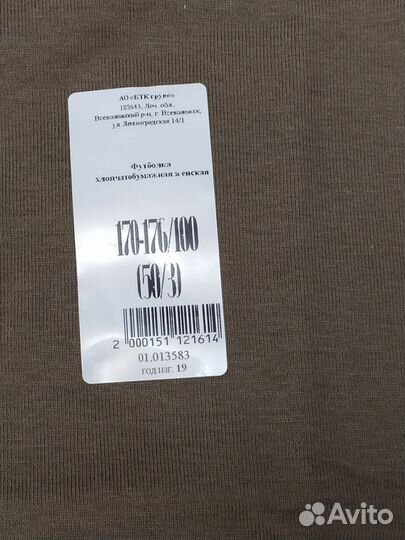 АО «БТК групп»
188643, Лен. обл.,
Всеволожский р-н, г. Всеволожск,
ул. Ленинградская 14/1
Футболка
хлопчатобумажная женская
170-176/100
(50/3)
2 000151 121614
01.013583
год изг. 19
Avito